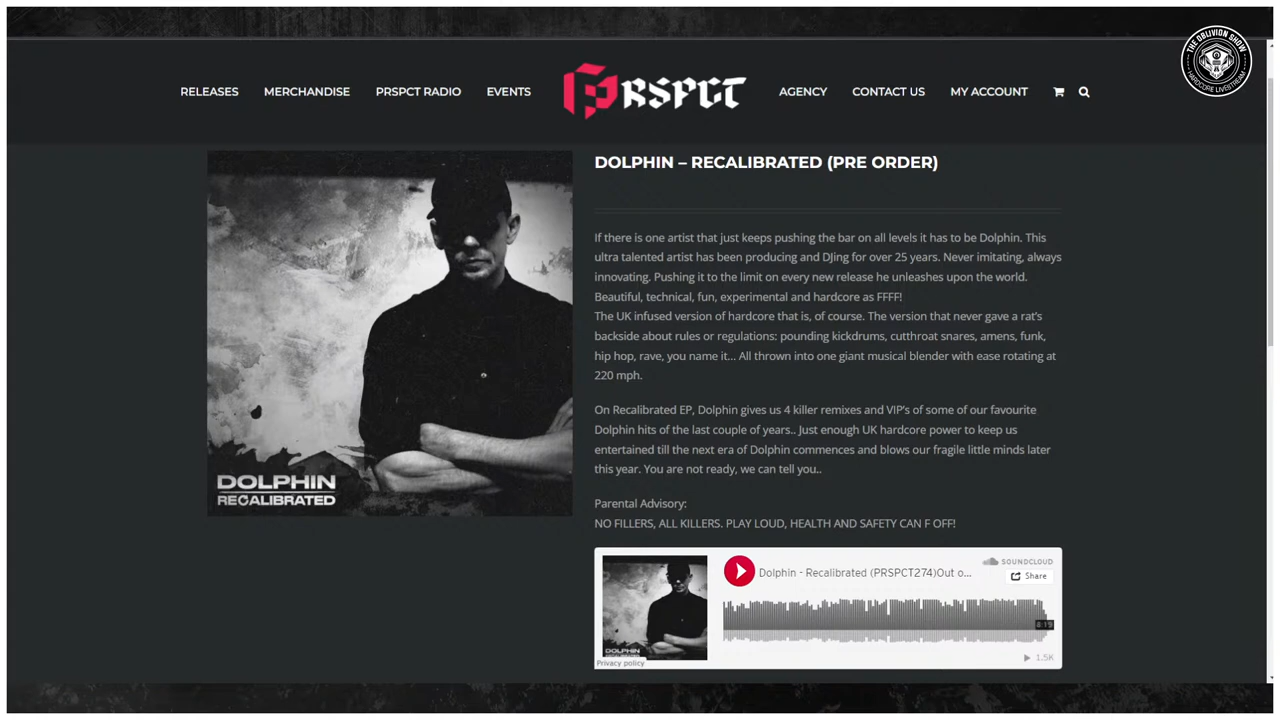 THE OBLIVION SHOW
HARDCORE LIVESTREAM
RELEASES MERCHANDISE PRSPCT RADIO EVENTS PRSPCT AGENCY CONTACT US MY ACCOUNT
DOLPHIN – RECALIBRATED (PRE ORDER)
If there is one artist that just keeps pushing the bar on all levels it has to be Dolphin. This
ultra talented artist has been producing and DJing for over 25 years. Never imitating, always
innovating. Pushing it to the limit on every new release he unleashes upon the world.
Beautiful, technical, fun, experimental and hardcore as FFFF!
The UK infused version of hardcore that is, of course. The version that never gave a rat's
backside about rules or regulations: pounding kickdrums, cutthroat snares, amens, funk,
hip hop, rave, you name it... All thrown into one giant musical blender with ease rotating at
220 mph.
On Recalibrated EP, Dolphin gives us 4 killer remixes and VIP's of some of our favourite
Dolphin hits of the last couple of years.. Just enough UK hardcore power to keep us
entertained till the next era of Dolphin commences and blows our fragile little minds later
this year. You are not ready, we can tell you..
Parental Advisory:
NO FILLERS, ALL KILLERS. PLAY LOUD, HEALTH AND SAFETY CAN F OFF!
DOLPHIN
RECALIBRATED
SOUNDCLOUD
Dolphin - Recalibrated (PRSPCT274)Out o...
Share
8:19
1.5K
DOLPHIN
RECALIBRATED
Privacy policy